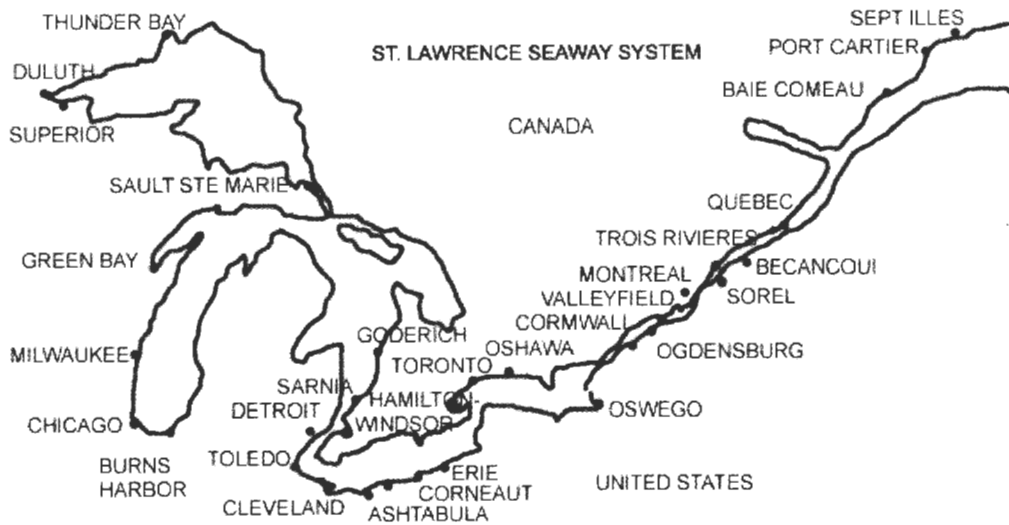 THUNDER BAY
SEPT ILLES
ST. LAWRENCE SEAWAY SYSTEM
PORT CARTIER
DULUTH
BAIE COMEAU
SUPERIOR
CANADA
SAULT STE MARIE
QUEBEC
TROIS RIVIERES
GREEN BAY
BECANCOUI
MONTREAL
VALLEYFIELD
SOREL
CORMWALL
GODERICH
OSHAWA
OGDENSBURG
MILWAUKEE
TORONTO
SARNIA
HAMILTON-
DETROIT
OSWEGO
WINDSOR
CHICAGO
TOLEDO
BURNS
HARBOR
ERIE
UNITED STATES
CORNEAUT
CLEVELAND
ASHTABULA